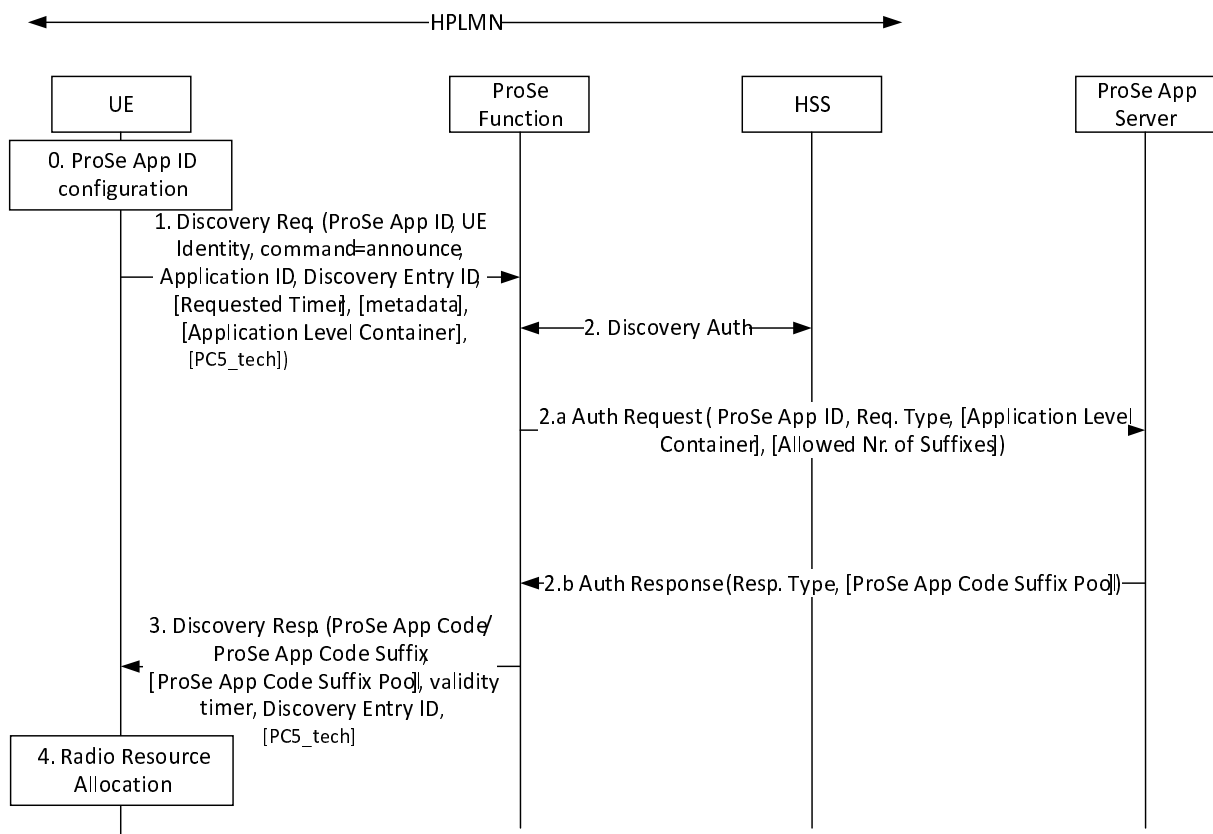 HPLMN
UE
ProSe
Function
HSS
ProSe App
Server
0. ProSe App ID
configuration
1. Discovery Req. (ProSe App ID, UE
Identity, command=announce,
Application ID, Discovery Entry ID,
[Requested Timer], [metadata],
[Application Level Container],
[PC5_tech])
2. Discovery Auth
2.a Auth Request ( ProSe App ID, Req. Type, [Application Level
Container], [Allowed Nr. of Suffixes])
2.b Auth Response (Resp. Type, [ProSe App Code Suffix Pool])
3. Discovery Resp. (ProSe App Code/
ProSe App Code Suffix,
[ProSe App Code Suffix Pool], validity
timer, Discovery Entry ID,
[PC5_tech]
4. Radio Resource
Allocation